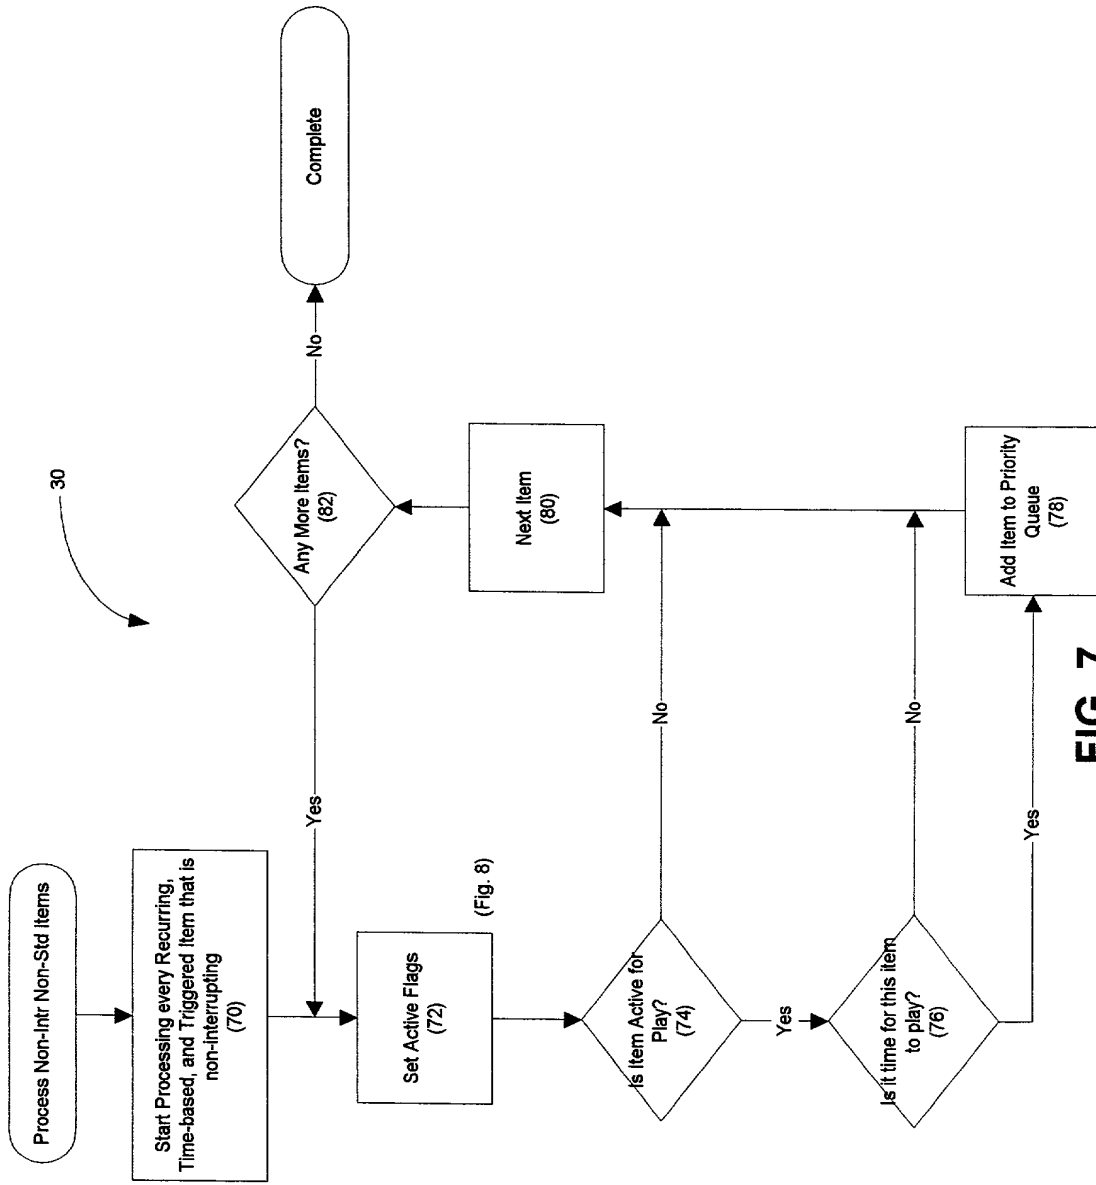 Process Non-Intr Non-Std Items
Start Processing every Recurring,
Time-based, and Triggered Item that is
non-interrupting
(70)
Set Active Flags
(72)
(Fig. 8)
Is Item Active for
Play?
(74)
Yes
No
Is it time for this item
to play?
(76)
No
Yes
Add Item to Priority
Queue
(78)
Next Item
(80)
Any More Items?
(82)
Yes
No
Complete
30
FIG. 7